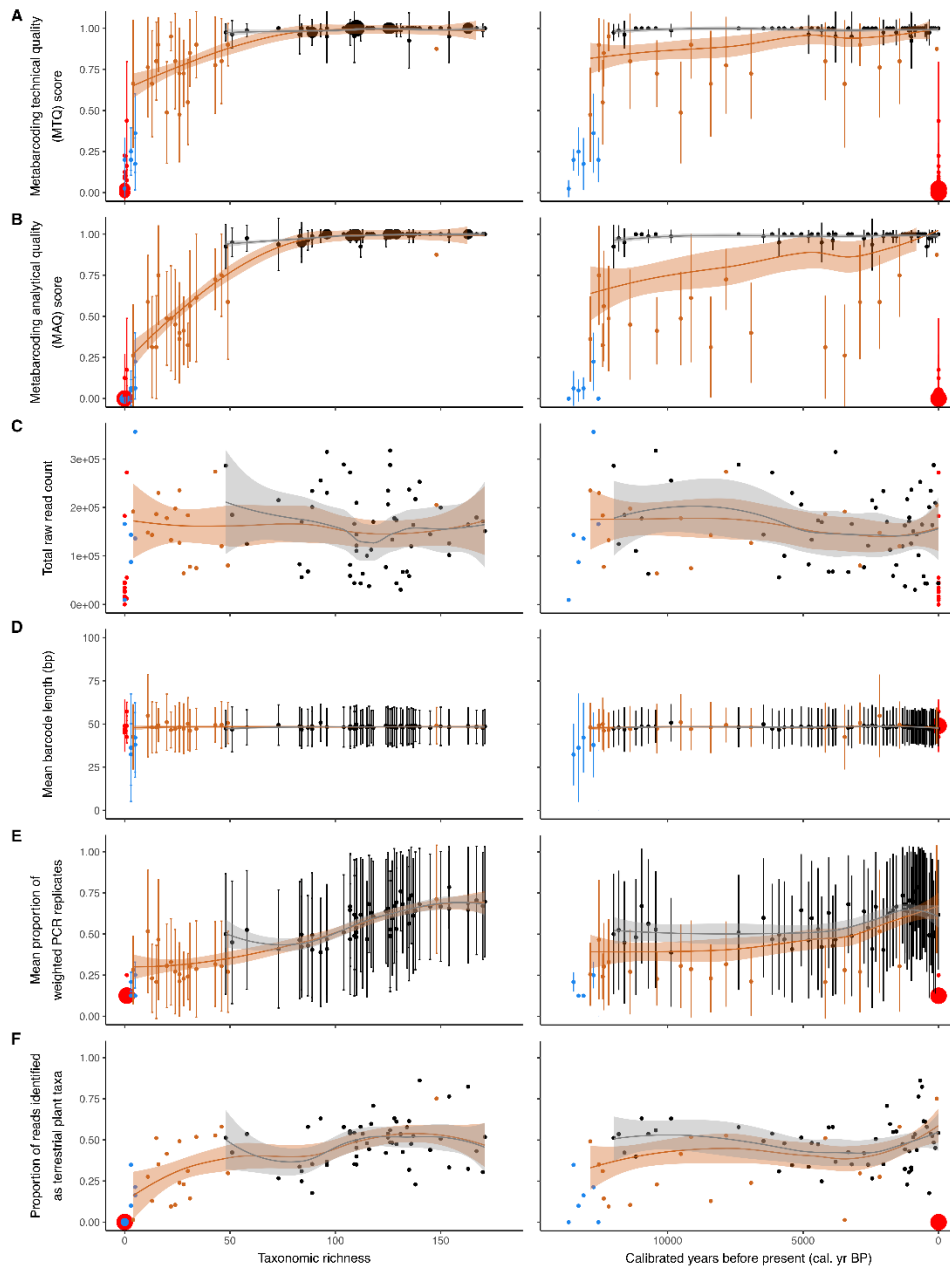 A
Metabarcoding technical quality
(MTQ) score
1.00
0.75
0.50
0.25
0.00
B
Metabarcoding analytical quality
(MAQ) score
1.00
0.75
0.50
0.25
0.00
C
Total raw read count
3e+05
2e+05
1e+05
0e+00
D
Mean barcode length (bp)
100
75
50
25
0
E
Mean proportion of
weighted PCR replicates
1.00
0.75
0.50
0.25
0.00
F
Proportion of reads identified
as terrestrial plant taxa
1.00
0.75
0.50
0.25
0.00
0 50 100 150
Taxonomic richness
10000 5000 0
Calibrated years before present (cal. yr BP)